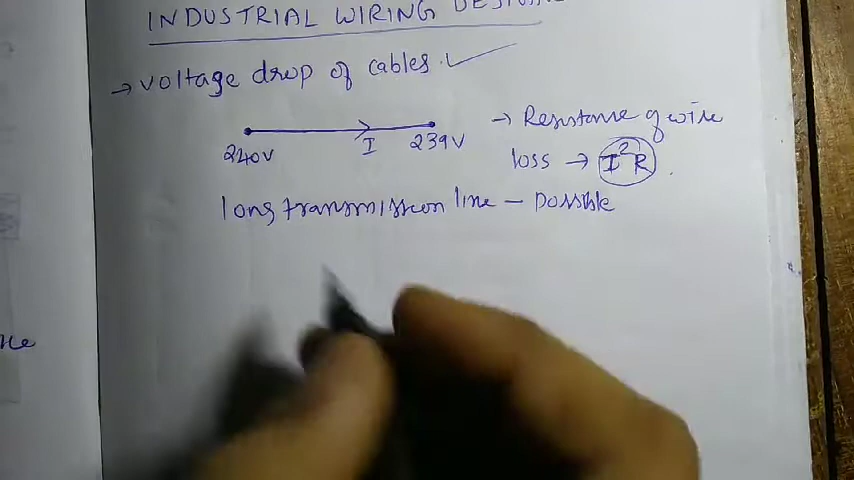 INDUSTRIAL WIRING
→ voltage drop of cables. ✓
240V I 239V
→ Resistance of wire
loss → I²R
long transmission line - possible